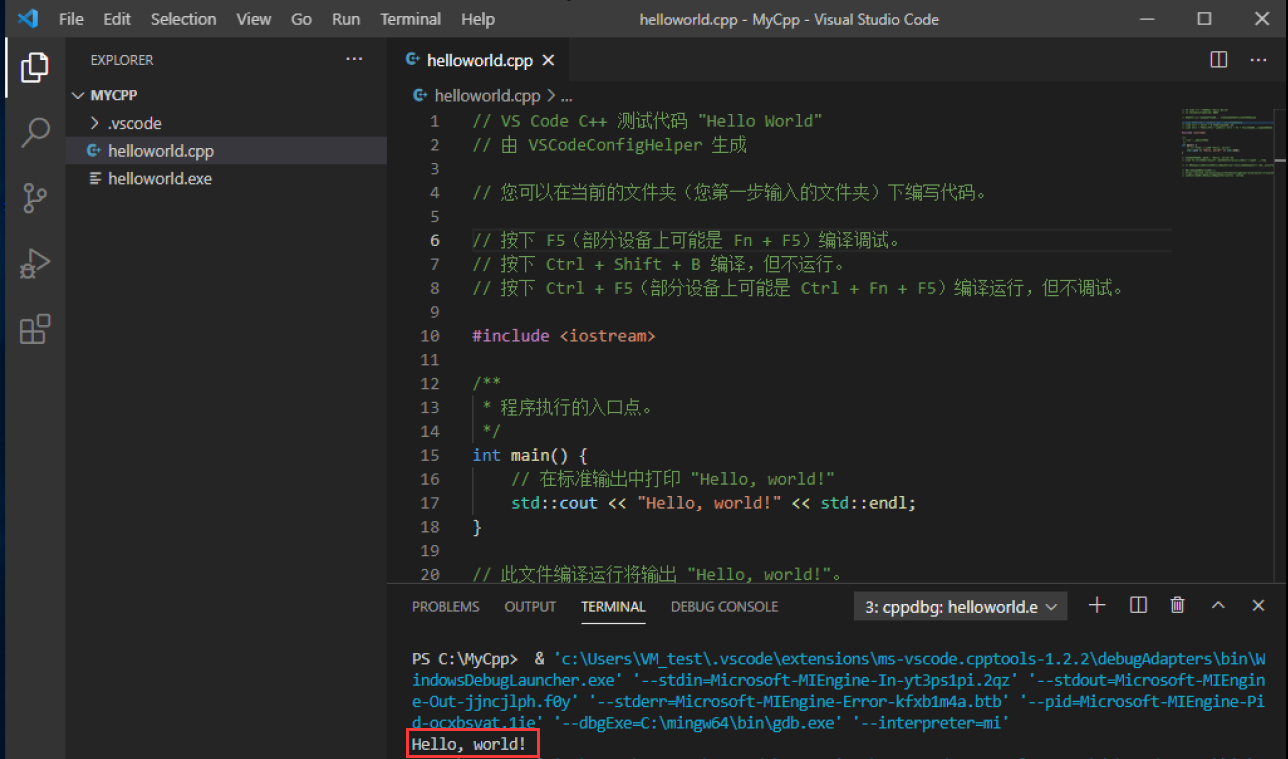 File Edit Selection View Go Run Terminal Help helloworld.cpp - MyCpp - Visual Studio Code
EXPLORER
MYCPP
.vscode
helloworld.cpp
helloworld.exe
helloworld.cpp
helloworld.cpp > ...
1 // VS Code C++ 测试代码 "Hello World"
2 // 由 VSCodeConfigHelper 生成
3
4 // 您可以在当前的文件夹（您第一步输入的文件夹）下编写代码。
5
6 // 按下 F5（部分设备上可能是 Fn + F5）编译调试。
7 // 按下 Ctrl + Shift + B 编译，但不运行。
8 // 按下 Ctrl + F5（部分设备上可能是 Ctrl + Fn + F5）编译运行，但不调试。
9
10 #include <iostream>
11
12 /**
13 * 程序执行的入口点。
14 */
15 int main() {
16 // 在标准输出中打印 "Hello, world!"
17 std::cout << "Hello, world!" << std::endl;
18 }
19
20 // 此文件编译运行将输出 "Hello, world!"。
PROBLEMS OUTPUT TERMINAL DEBUG CONSOLE 3: cppdbg: helloworld.e
PS C:\MyCpp> & 'c:\Users\VM_test\.vscode\extensions\ms-vscode.cpptools-1.2.2\debugAdapters\bin\W
indowsDebugLauncher.exe' '--stdin=Microsoft-MIEngine-In-yt3ps1pi.2qz' '--stdout=Microsoft-MIEngin
e-Out-jjncjlph.f0y' '--stderr=Microsoft-MIEngine-Error-kfxb1m4a.btb' '--pid=Microsoft-MIEngine-Pi
d-ocxbsvat.1ie' '--dbgExe=C:\mingw64\bin\gdb.exe' '--interpreter=mi'
Hello, world!